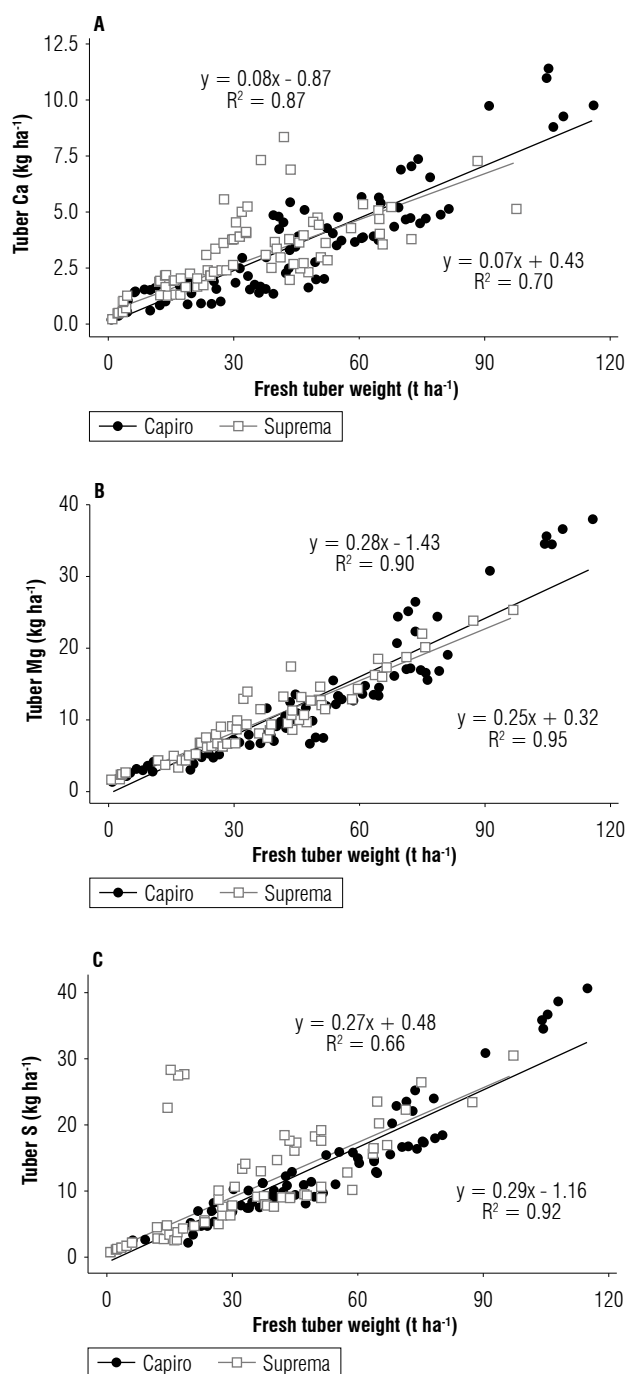 A
12.5
10.0
7.5
5.0
2.5
0.0
Tuber Ca (kg ha⁻¹)
y = 0.08x - 0.87
R² = 0.87
y = 0.07x + 0.43
R² = 0.70
0 30 60 90 120
Fresh tuber weight (t ha⁻¹)
Capiro Suprema
B
40
30
20
10
0
Tuber Mg (kg ha⁻¹)
y = 0.28x - 1.43
R² = 0.90
y = 0.25x + 0.32
R² = 0.95
0 30 60 90 120
Fresh tuber weight (t ha⁻¹)
Capiro Suprema
C
40
30
20
10
0
Tuber S (kg ha⁻¹)
y = 0.27x + 0.48
R² = 0.66
y = 0.29x - 1.16
R² = 0.92
0 30 60 90 120
Fresh tuber weight (t ha⁻¹)
Capiro Suprema